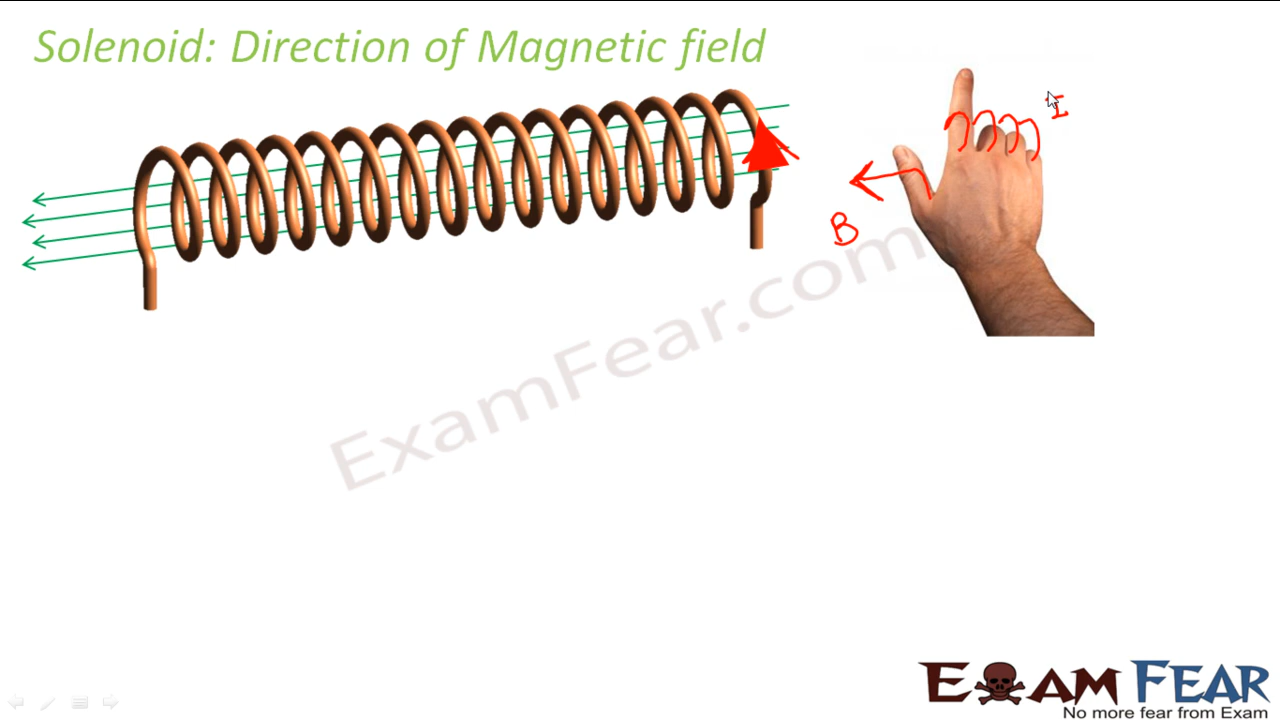 Solenoid: Direction of Magnetic field
I
B
ExamFear.com
EXAM FEAR
No more fear from Exam